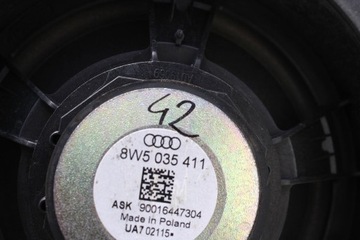 42
8W5 035 411
ASK 90016447304
Made in Poland
UA7 02115